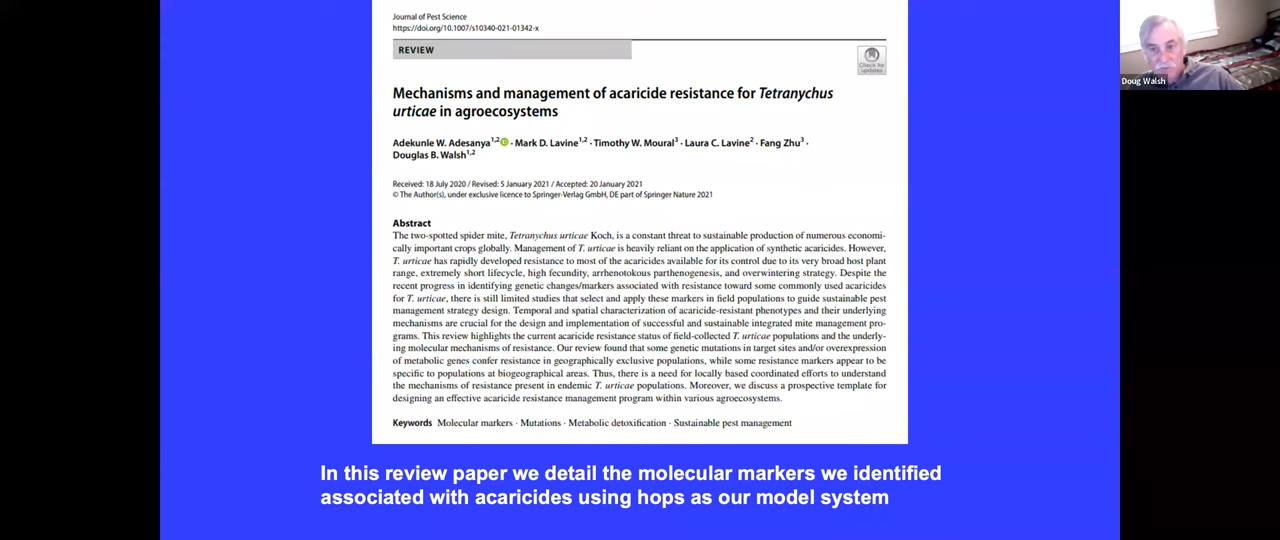 Journal of Pest Science
https://doi.org/10.1007/s10340-021-01342-x
REVIEW
Check for
updates
Mechanisms and management of acaricide resistance for Tetranychus
urticae in agroecosystems
Adekunle W. Adesanya1,2 · Mark D. Lavine1,2 · Timothy W. Moural3 · Laura C. Lavine2 · Fang Zhu3 ·
Douglas B. Walsh1,2
Received: 18 July 2020 / Revised: 5 January 2021 / Accepted: 20 January 2021
© The Author(s), under exclusive licence to Springer-Verlag GmbH, DE part of Springer Nature 2021
Abstract
The two-spotted spider mite, Tetranychus urticae Koch, is a constant threat to sustainable production of numerous economi-
cally important crops globally. Management of T. urticae is heavily reliant on the application of synthetic acaricides. However,
T. urticae has rapidly developed resistance to most of the acaricides available for its control due to its very broad host plant
range, extremely short lifecycle, high fecundity, arrhenotokous parthenogenesis, and overwintering strategy. Despite the
recent progress in identifying genetic changes/markers associated with resistance toward some commonly used acaricides
for T. urticae, there is still limited studies that select and apply these markers in field populations to guide sustainable pest
management strategy design. Temporal and spatial characterization of acaricide-resistant phenotypes and their underlying
mechanisms are crucial for the design and implementation of successful and sustainable integrated mite management pro-
grams. This review highlights the current acaricide resistance status of field-collected T. urticae populations and the underly-
ing molecular mechanisms of resistance. Our review found that some genetic mutations in target sites and/or overexpression
of metabolic genes confer resistance in geographically exclusive populations, while some resistance markers appear to be
specific to populations at biogeographical areas. Thus, there is a need for locally based coordinated efforts to understand
the mechanisms of resistance present in endemic T. urticae populations. Moreover, we discuss a prospective template for
designing an effective acaricide resistance management program within various agroecosystems.
Keywords Molecular markers · Mutations · Metabolic detoxification · Sustainable pest management
In this review paper we detail the molecular markers we identified
associated with acaricides using hops as our model system
Doug Walsh